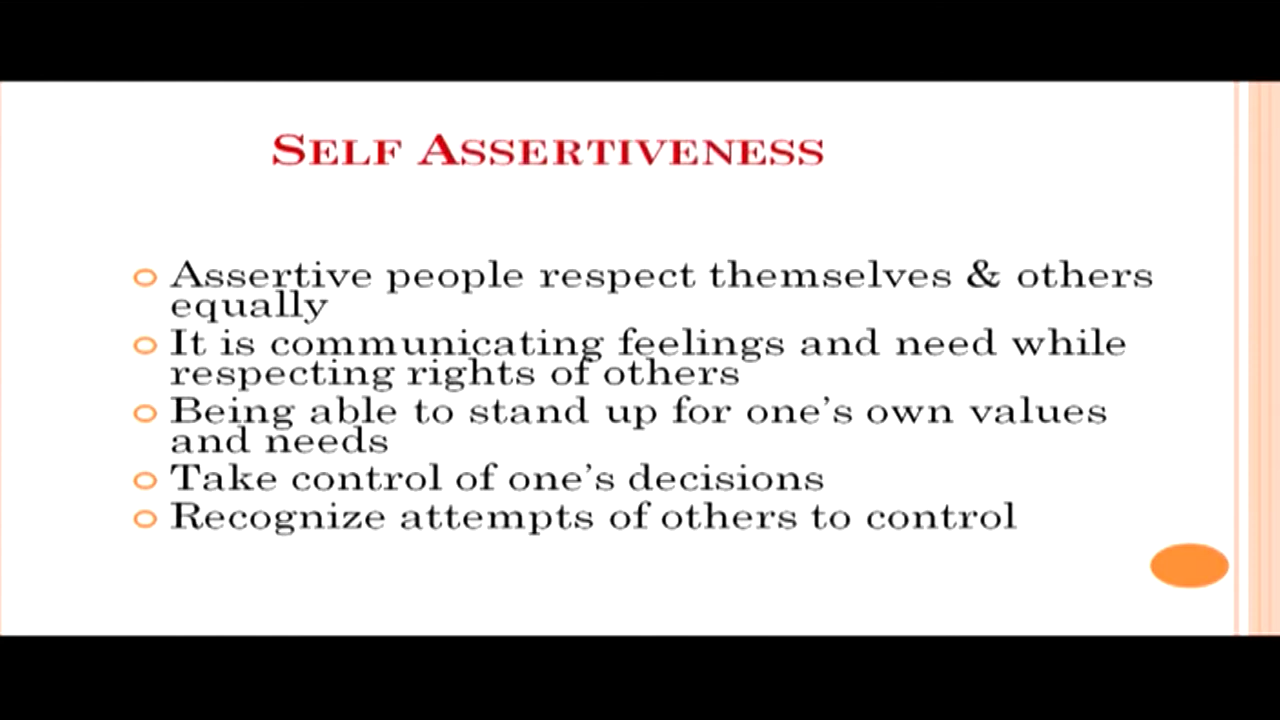 SELF ASSERTIVENESS
Assertive people respect themselves & others
equally
It is communicating feelings and need while
respecting rights of others
Being able to stand up for one's own values
and needs
Take control of one's decisions
Recognize attempts of others to control